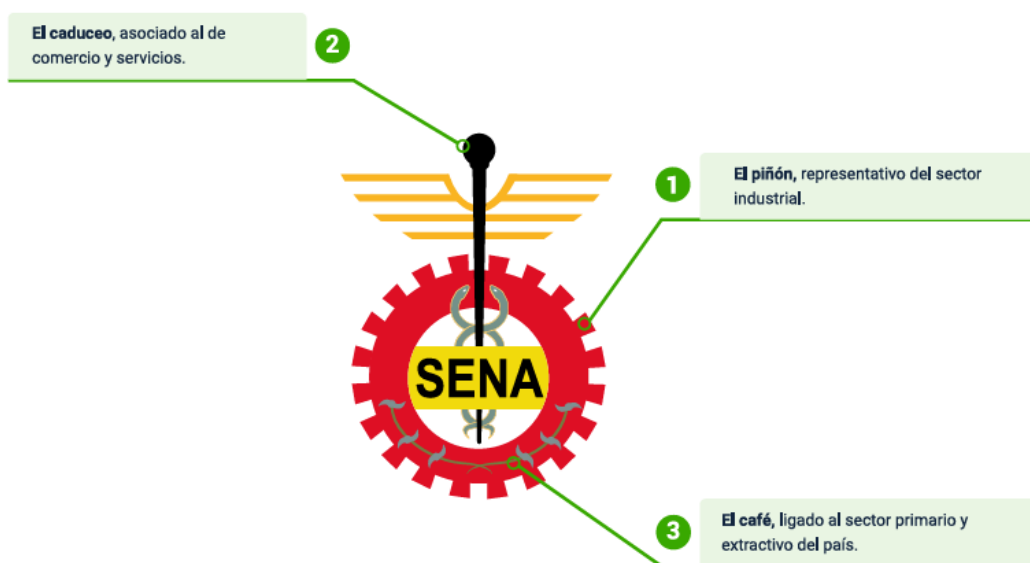 El caduceo, asociado al de
comercio y servicios.
2
1
El piñón, representativo del sector
industrial.
SENA
3
El café, ligado al sector primario y
extractivo del país.